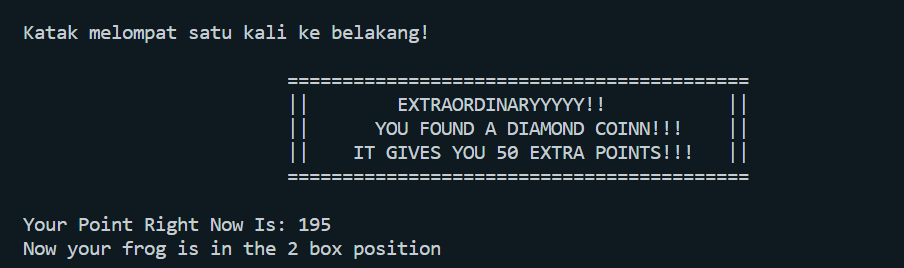 Katak melompat satu kali ke belakang!
==========================================
|| EXTRAORDINARYYYYY!! ||
|| YOU FOUND A DIAMOND COINN!!! ||
|| IT GIVES YOU 50 EXTRA POINTS!!! ||
==========================================
Your Point Right Now Is: 195
Now your frog is in the 2 box position